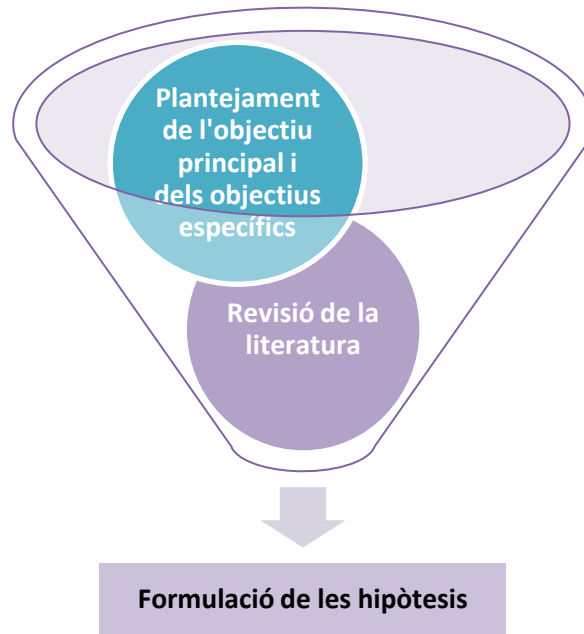 Plantejament
de l'objectiu
principal i
dels objectius
específics
Revisió de la
literatura
Formulació de les hipòtesis